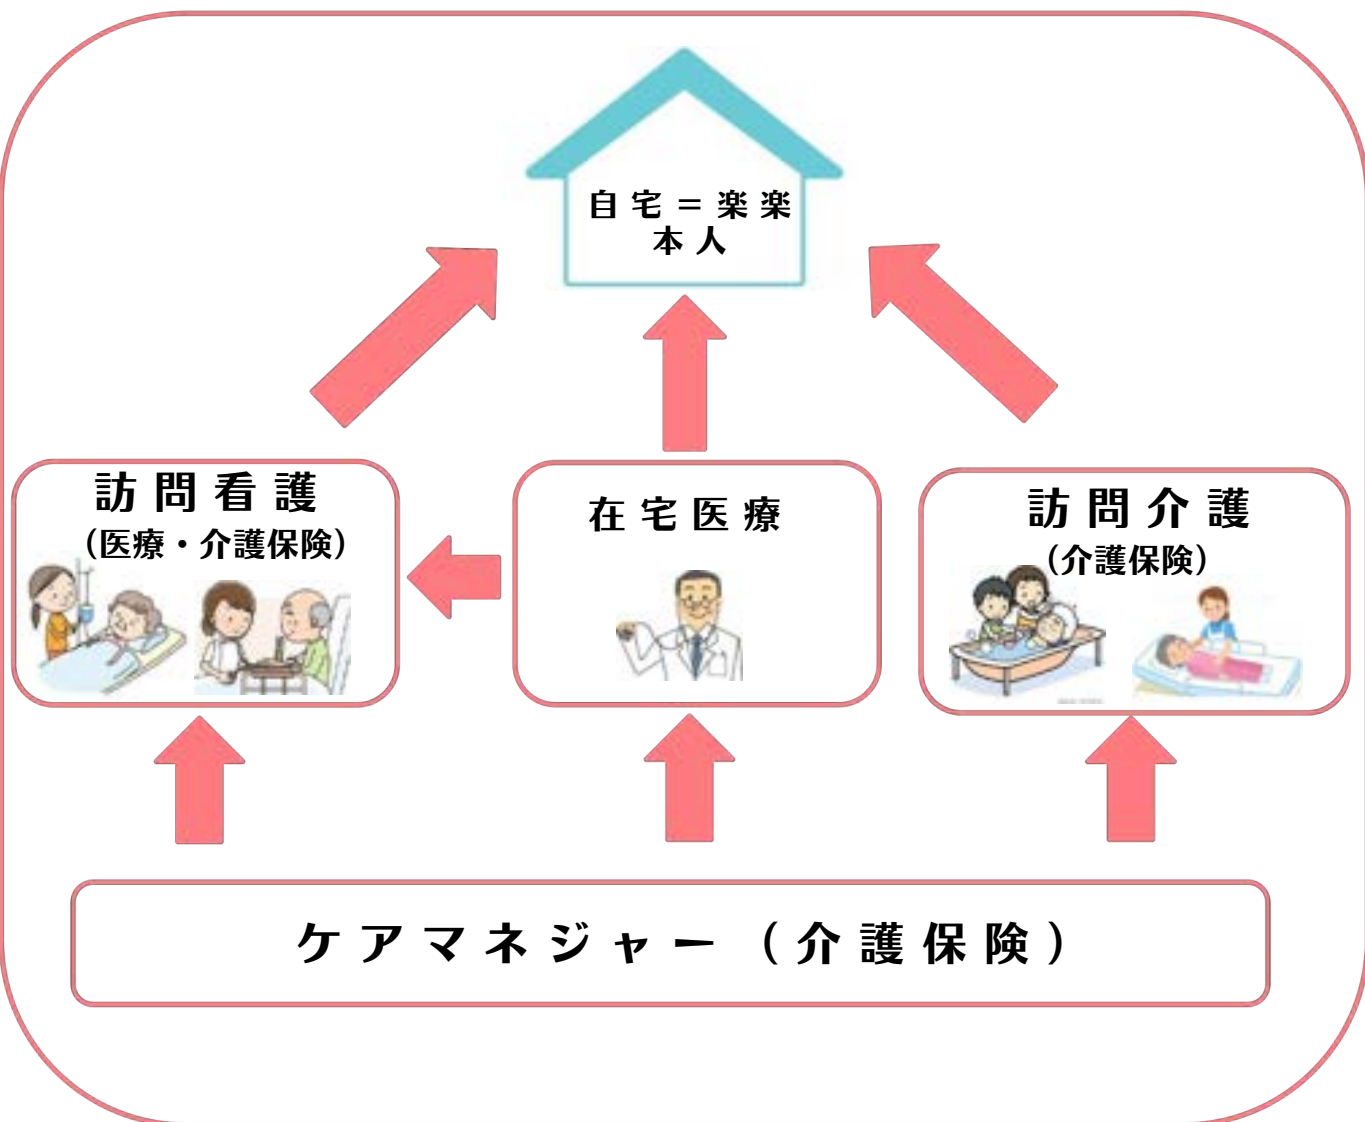 自宅＝楽楽
本人
訪問看護
（医療・介護保険）
在宅医療
訪問介護
（介護保険）
ケアマネジャー（介護保険）